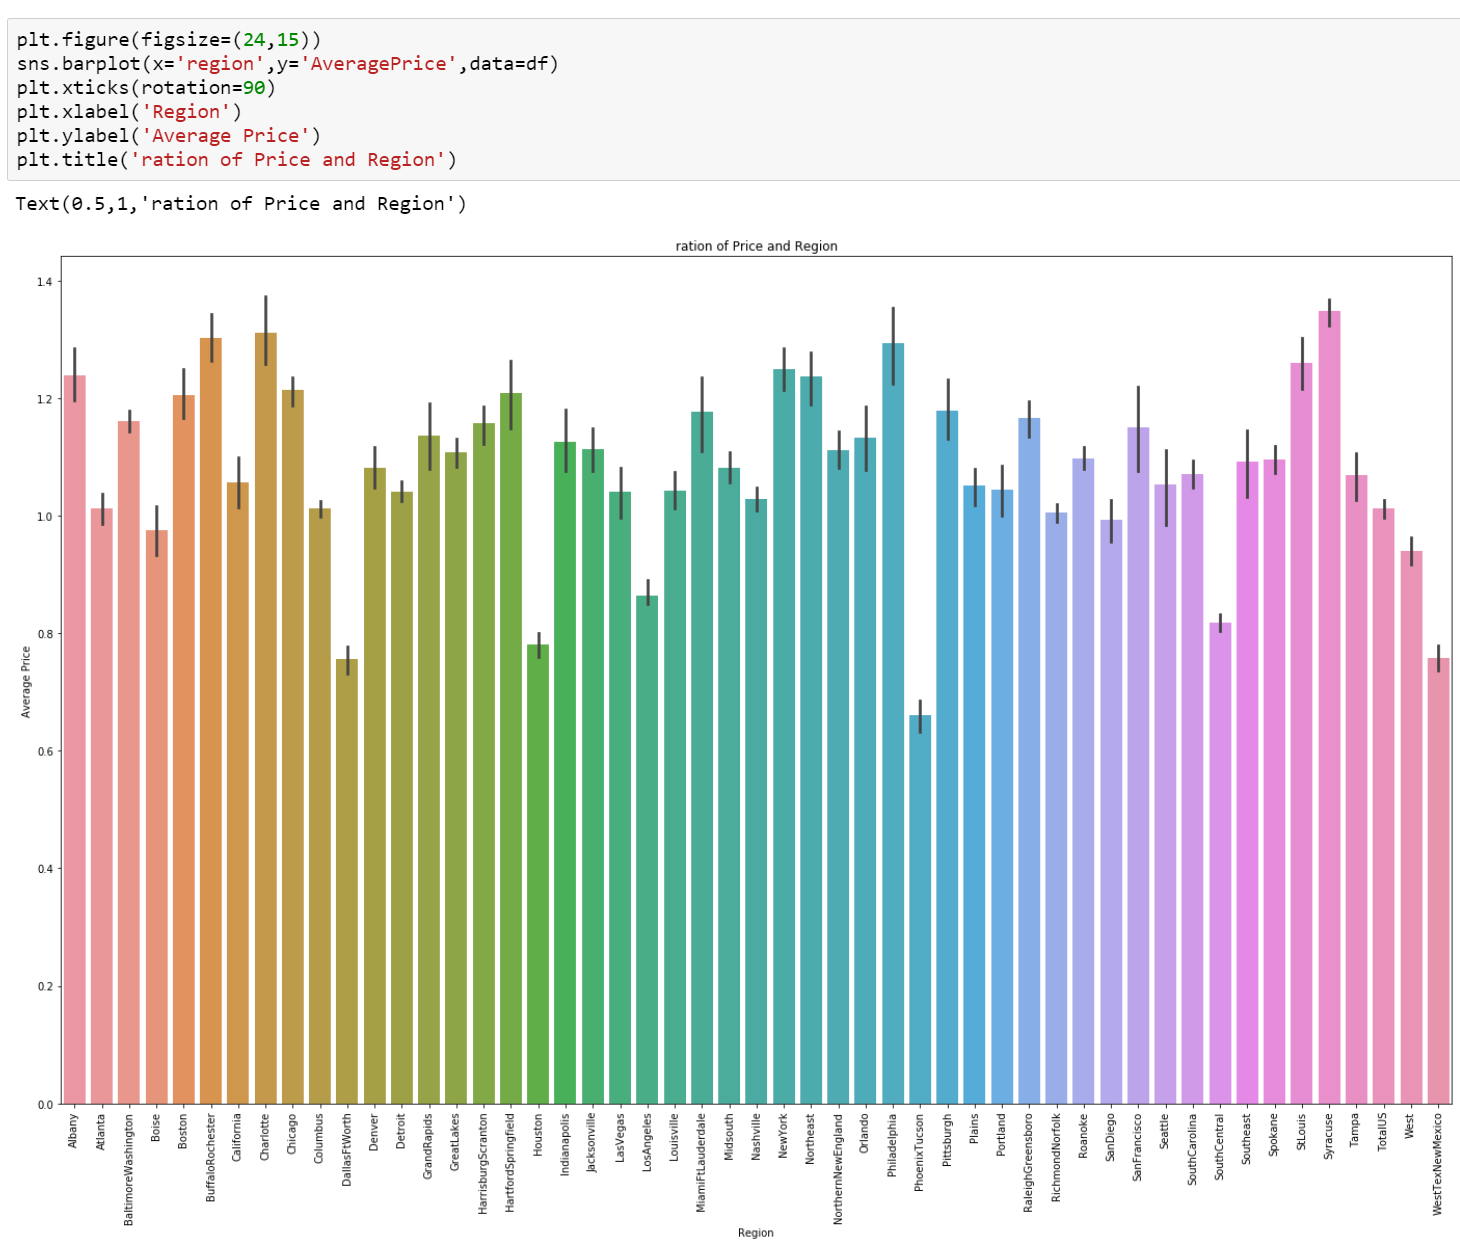 plt.figure(figsize=(24,15))
sns.barplot(x='region',y='AveragePrice',data=df)
plt.xticks(rotation=90)
plt.xlabel('Region')
plt.ylabel('Average Price')
plt.title('ration of Price and Region')
Text(0.5,1,'ration of Price and Region')
ration of Price and Region
1.4
1.2
1.0
0.8
0.6
0.4
0.2
0.0
Average Price
Albany
Atlanta
BaltimoreWashington
Boise
Boston
BuffaloRochester
California
Charlotte
Chicago
Columbus
DallasFtWorth
Denver
Detroit
GrandRapids
GreatLakes
HarrisburgScranton
HartfordSpringfield
Houston
Indianapolis
Jacksonville
LasVegas
LosAngeles
Louisville
MiamiFtLauderdale
Midsouth
Nashville
NewYork
Northeast
NorthernNewEngland
Orlando
Philadelphia
PhoenixTucson
Pittsburgh
Plains
Portland
RaleighGreensboro
RichmondNorfolk
Roanoke
SanDiego
SanFrancisco
Seattle
SouthCarolina
SouthCentral
Southeast
Spokane
StLouis
Syracuse
Tampa
TotalUS
West
WestTexNewMexico
Region